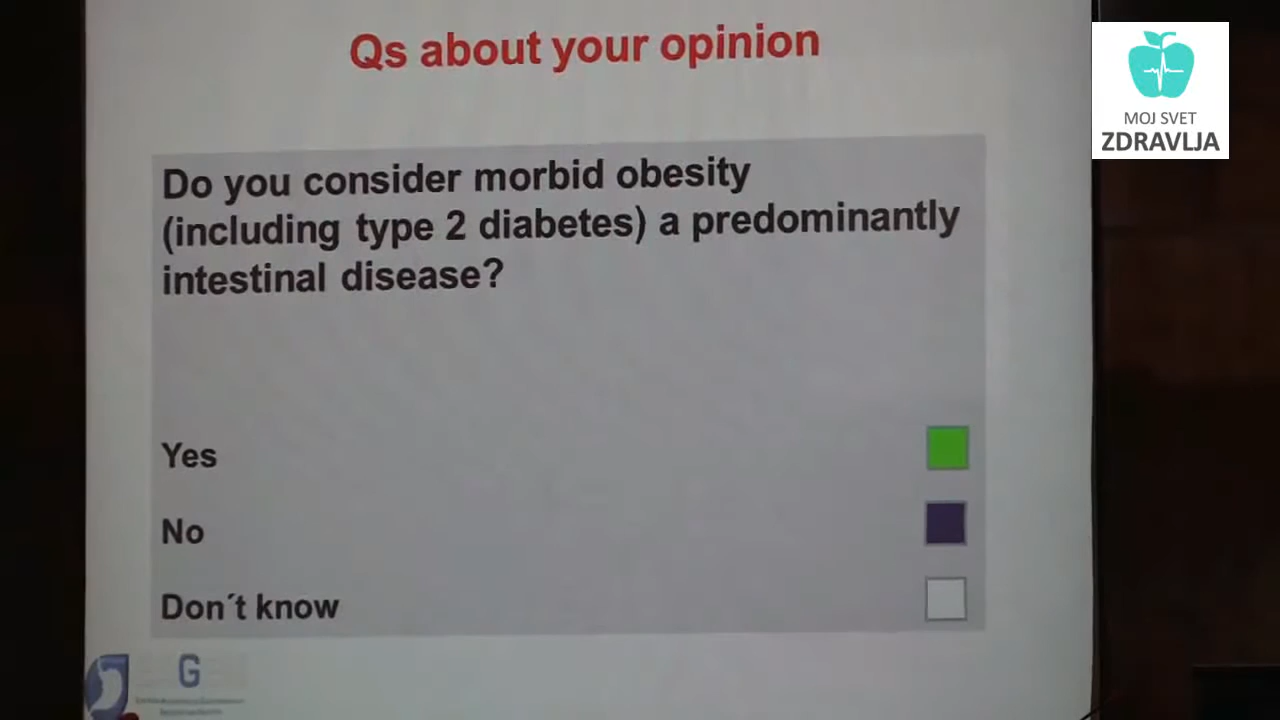 Qs about your opinion
MOJ SVET
ZDRAVLJA
Do you consider morbid obesity
(including type 2 diabetes) a predominantly
intestinal disease?
Yes
No
Don´t know
G